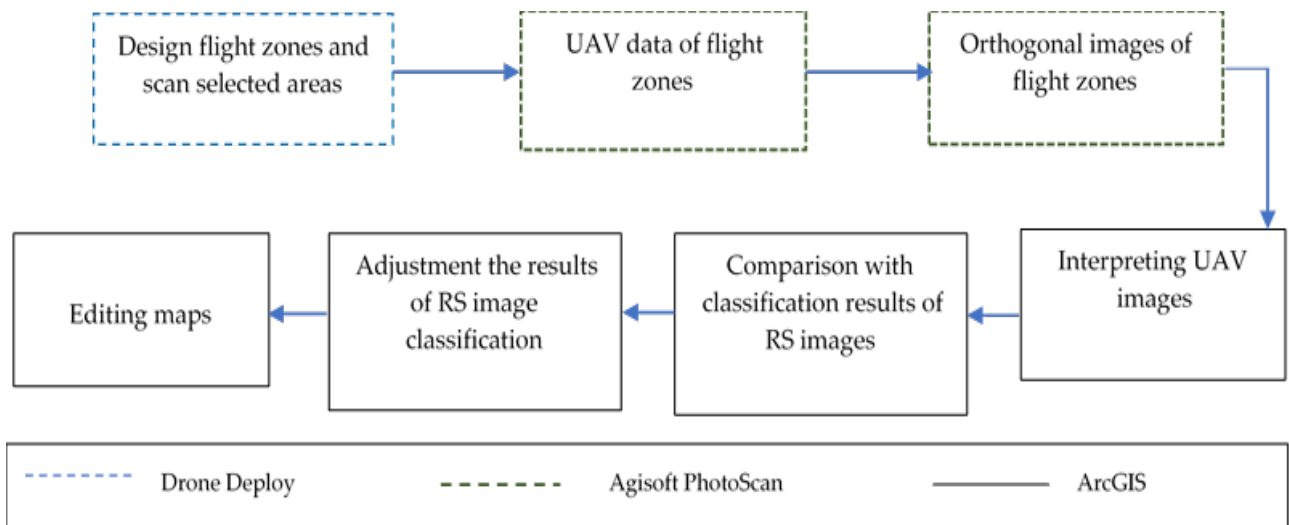 Design flight zones and
scan selected areas
UAV data of flight
zones
Orthogonal images of
flight zones
Interpreting UAV
images
Comparison with
classification results of
RS images
Adjustment the results
of RS image
classification
Editing maps
Drone Deploy
Agisoft PhotoScan
ArcGIS